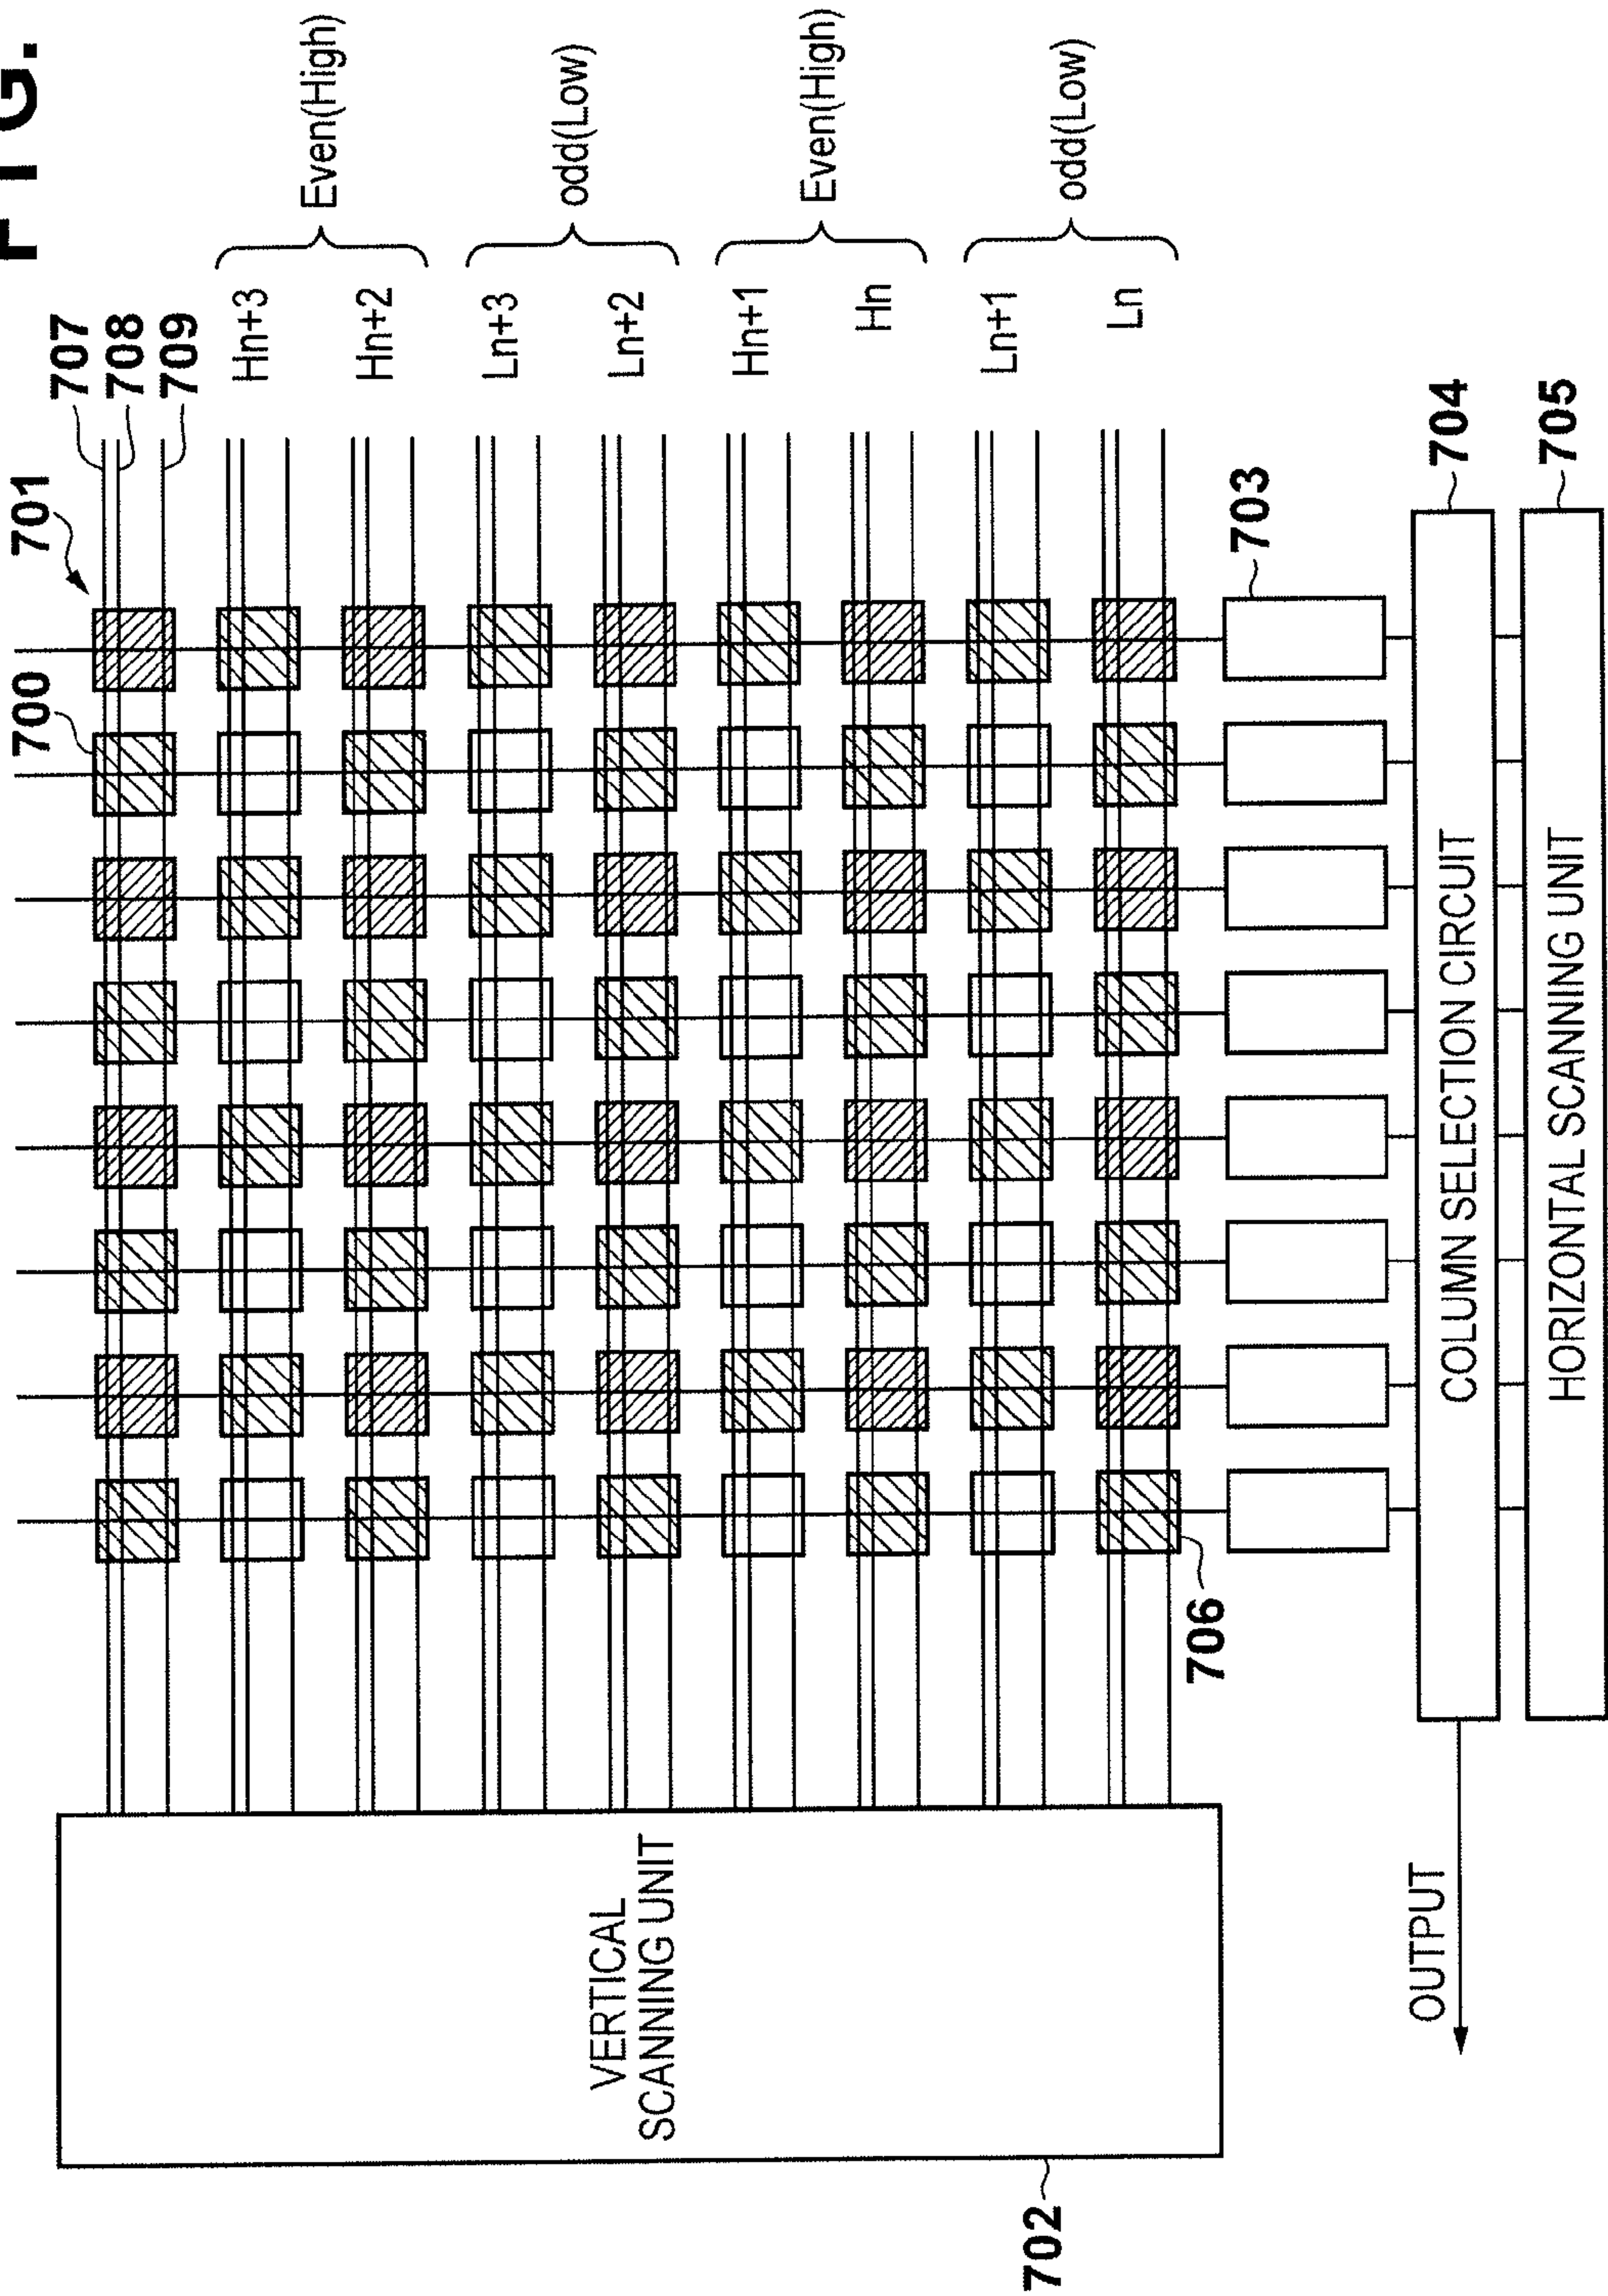 FIG.
701
700
707
708
709
Hn+3
Hn+2
Even(High)
Ln+3
Ln+2
odd(Low)
Hn+1
Hn
Even(High)
Ln+1
Ln
odd(Low)
VERTICAL
SCANNING UNIT
702
706
703
COLUMN SELECTION CIRCUIT
704
HORIZONTAL SCANNING UNIT
705
OUTPUT